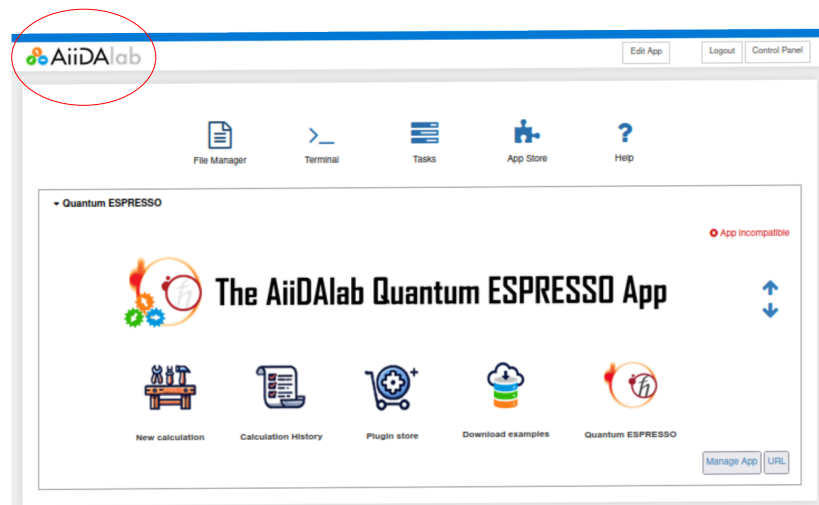 AiiDAlab
Edit App
Logout
Control Panel
File Manager
Terminal
Tasks
App Store
Help
Quantum ESPRESSO
App incompatible
The AiiDAlab Quantum ESPRESSO App
New calculation
Calculation History
Plugin store
Download examples
Quantum ESPRESSO
Manage App
URL